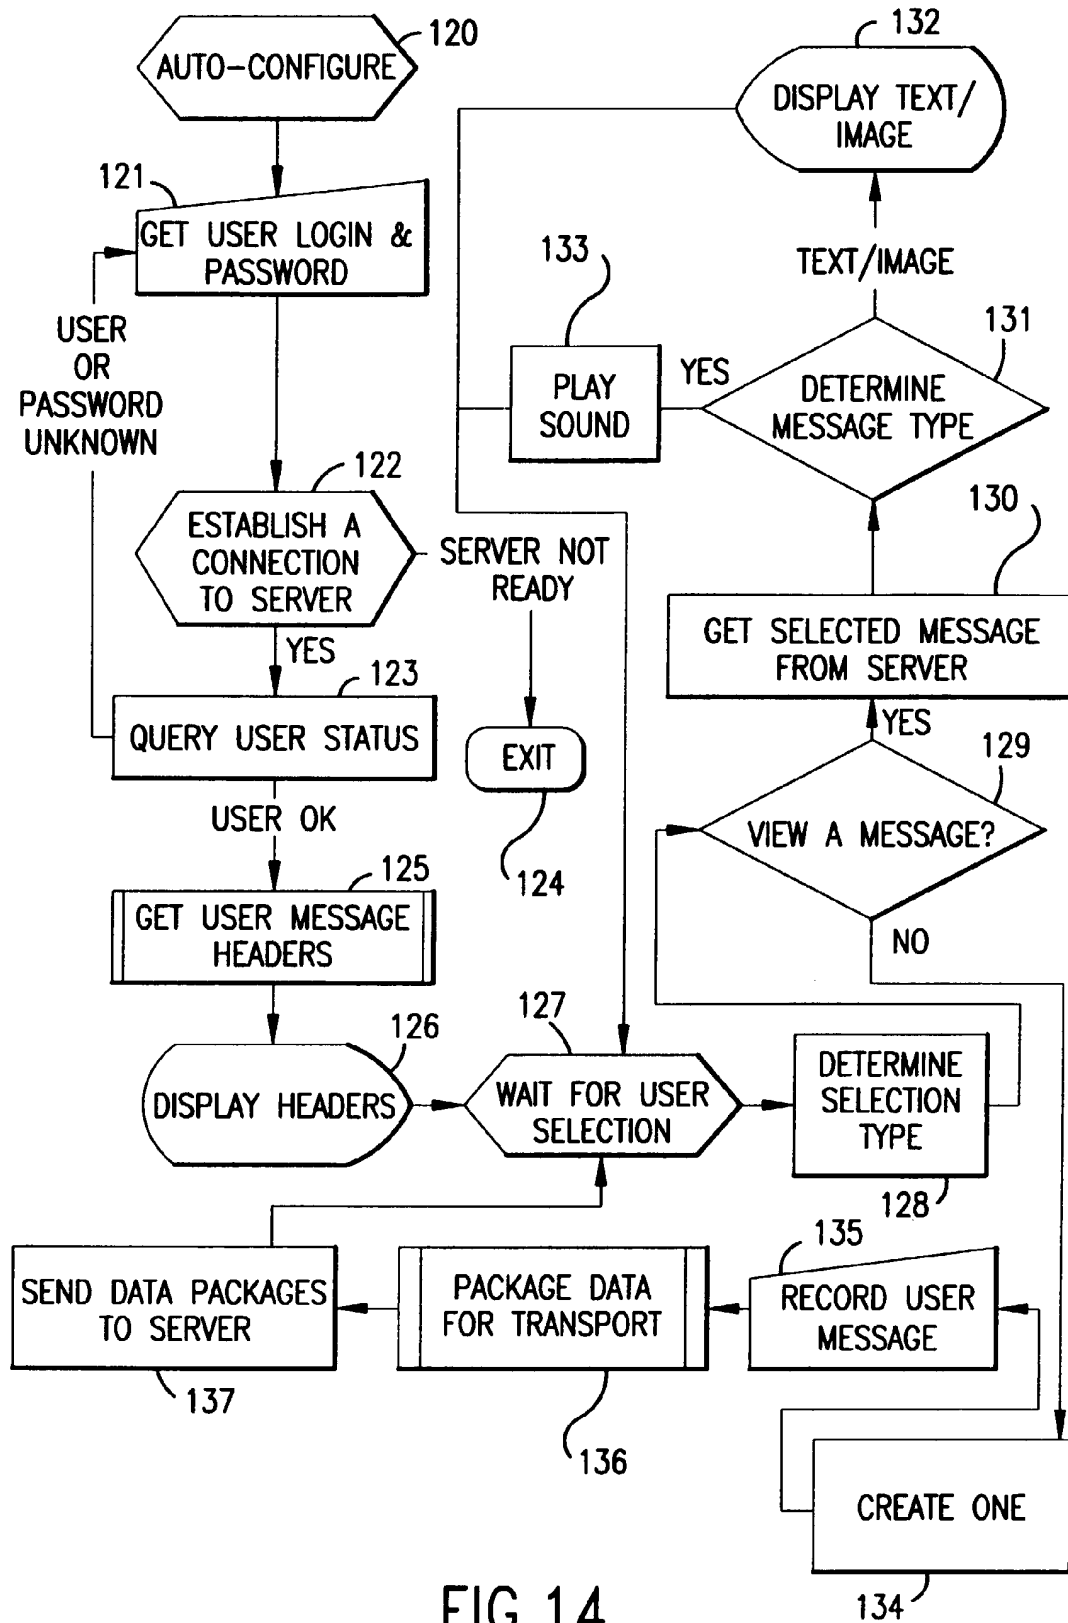 120
AUTO-CONFIGURE
121
GET USER LOGIN &
PASSWORD
USER
OR
PASSWORD
UNKNOWN
122
ESTABLISH A
CONNECTION
TO SERVER
SERVER NOT
READY
YES
123
QUERY USER STATUS
EXIT
124
USER OK
125
GET USER MESSAGE
HEADERS
126
DISPLAY HEADERS
127
WAIT FOR USER
SELECTION
DETERMINE
SELECTION
TYPE
128
VIEW A MESSAGE?
129
YES
NO
130
GET SELECTED MESSAGE
FROM SERVER
131
DETERMINE
MESSAGE TYPE
TEXT/IMAGE
132
DISPLAY TEXT/
IMAGE
YES
133
PLAY
SOUND
CREATE ONE
134
135
RECORD USER
MESSAGE
PACKAGE DATA
FOR TRANSPORT
136
SEND DATA PACKAGES
TO SERVER
137
FIG.14